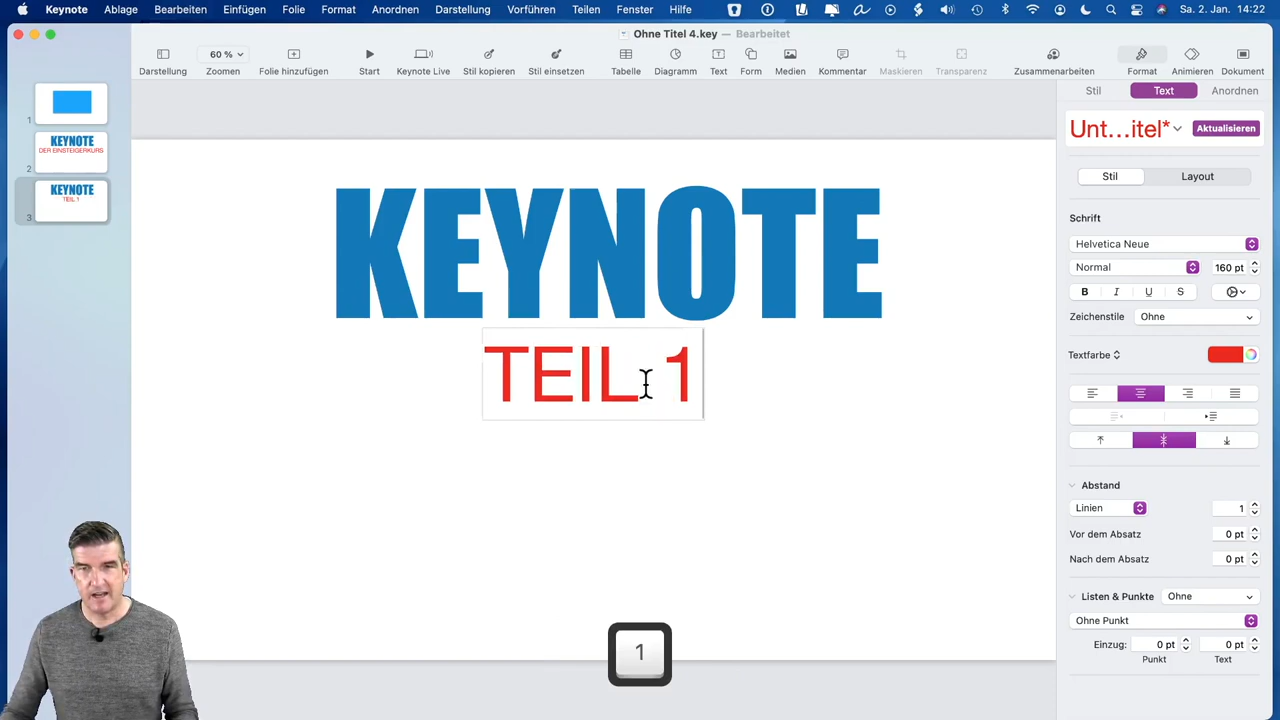 Keynote Ablage Bearbeiten Einfügen Folie Format Anordnen Darstellung Vorführen Teilen Fenster Hilfe Sa. 2. Jan. 14:22
Ohne Titel 4.key — Bearbeitet
60 %
Darstellung Zoomen Folie hinzufügen Start Keynote Live Stil kopieren Stil einsetzen Tabelle Diagramm Text Form Medien Kommentar Maskieren Transparenz Zusammenarbeiten Format Animieren Dokument
1
KEYNOTE
DER EINSTEIGERKURS
2
KEYNOTE
TEIL 1
3
KEYNOTE
TEIL 1
1
Stil Text Anordnen
Unt…itel* Aktualisieren
Stil Layout
Schrift
Helvetica Neue
Normal 160 pt
B I U S
Zeichenstile Ohne
Textfarbe
Abstand
Linien 1
Vor dem Absatz 0 pt
Nach dem Absatz 0 pt
Listen & Punkte Ohne
Ohne Punkt
Einzug: 0 pt 0 pt
Punkt Text